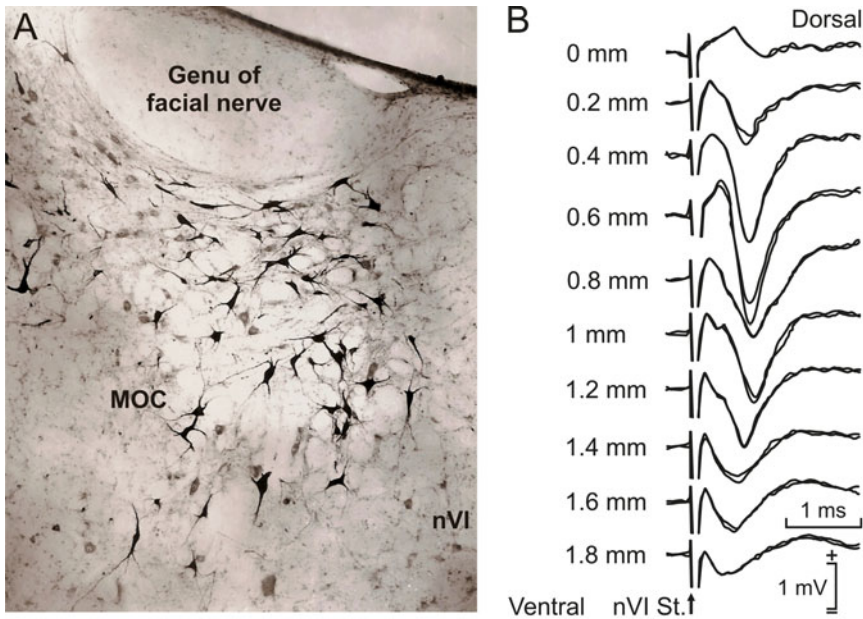 A
Genu of
facial nerve
MOC
nVI
B
Dorsal
0 mm
0.2 mm
0.4 mm
0.6 mm
0.8 mm
1 mm
1.2 mm
1.4 mm
1.6 mm
1.8 mm
1 ms
+
1 mV
=
Ventral nVI St.